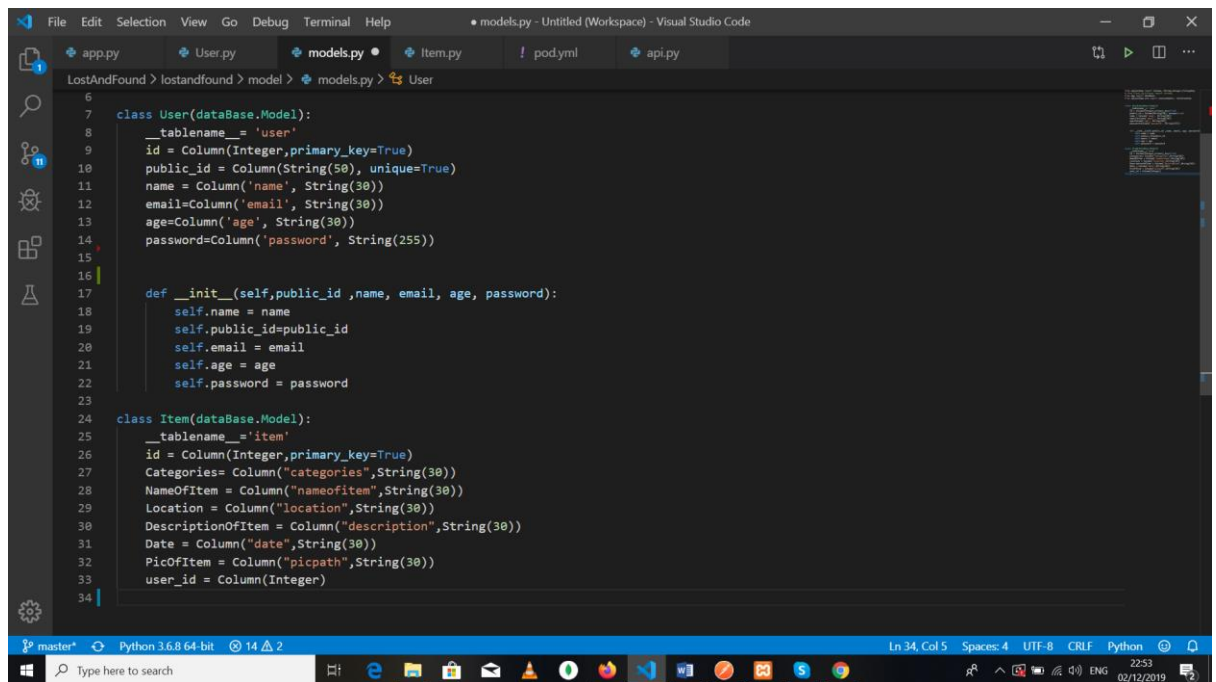 File Edit Selection View Go Debug Terminal Help ● models.py - Untitled (Workspace) - Visual Studio Code
app.py User.py models.py ● Item.py ! pod.yml api.py
LostAndFound > lostandfound > model > models.py > User
6
7 class User(dataBase.Model):
8     __tablename__= 'user'
9     id = Column(Integer,primary_key=True)
10     public_id = Column(String(50), unique=True)
11     name = Column('name', String(30))
12     email=Column('email', String(30))
13     age=Column('age', String(30))
14     password=Column('password', String(255))
15
16
17     def __init__(self,public_id ,name, email, age, password):
18         self.name = name
19         self.public_id=public_id
20         self.email = email
21         self.age = age
22         self.password = password
23
24 class Item(dataBase.Model):
25     __tablename__='item'
26     id = Column(Integer,primary_key=True)
27     Categories= Column("categories",String(30))
28     NameOfItem = Column("nameofitem",String(30))
29     Location = Column("location",String(30))
30     DescriptionOfItem = Column("description",String(30))
31     Date = Column("date",String(30))
32     PicOfItem = Column("picpath",String(30))
33     user_id = Column(Integer)
34
1
11
master* Python 3.6.8 64-bit 14 2 Ln 34, Col 5 Spaces: 4 UTF-8 CRLF Python
Type here to search ENG 22:53
02/12/2019